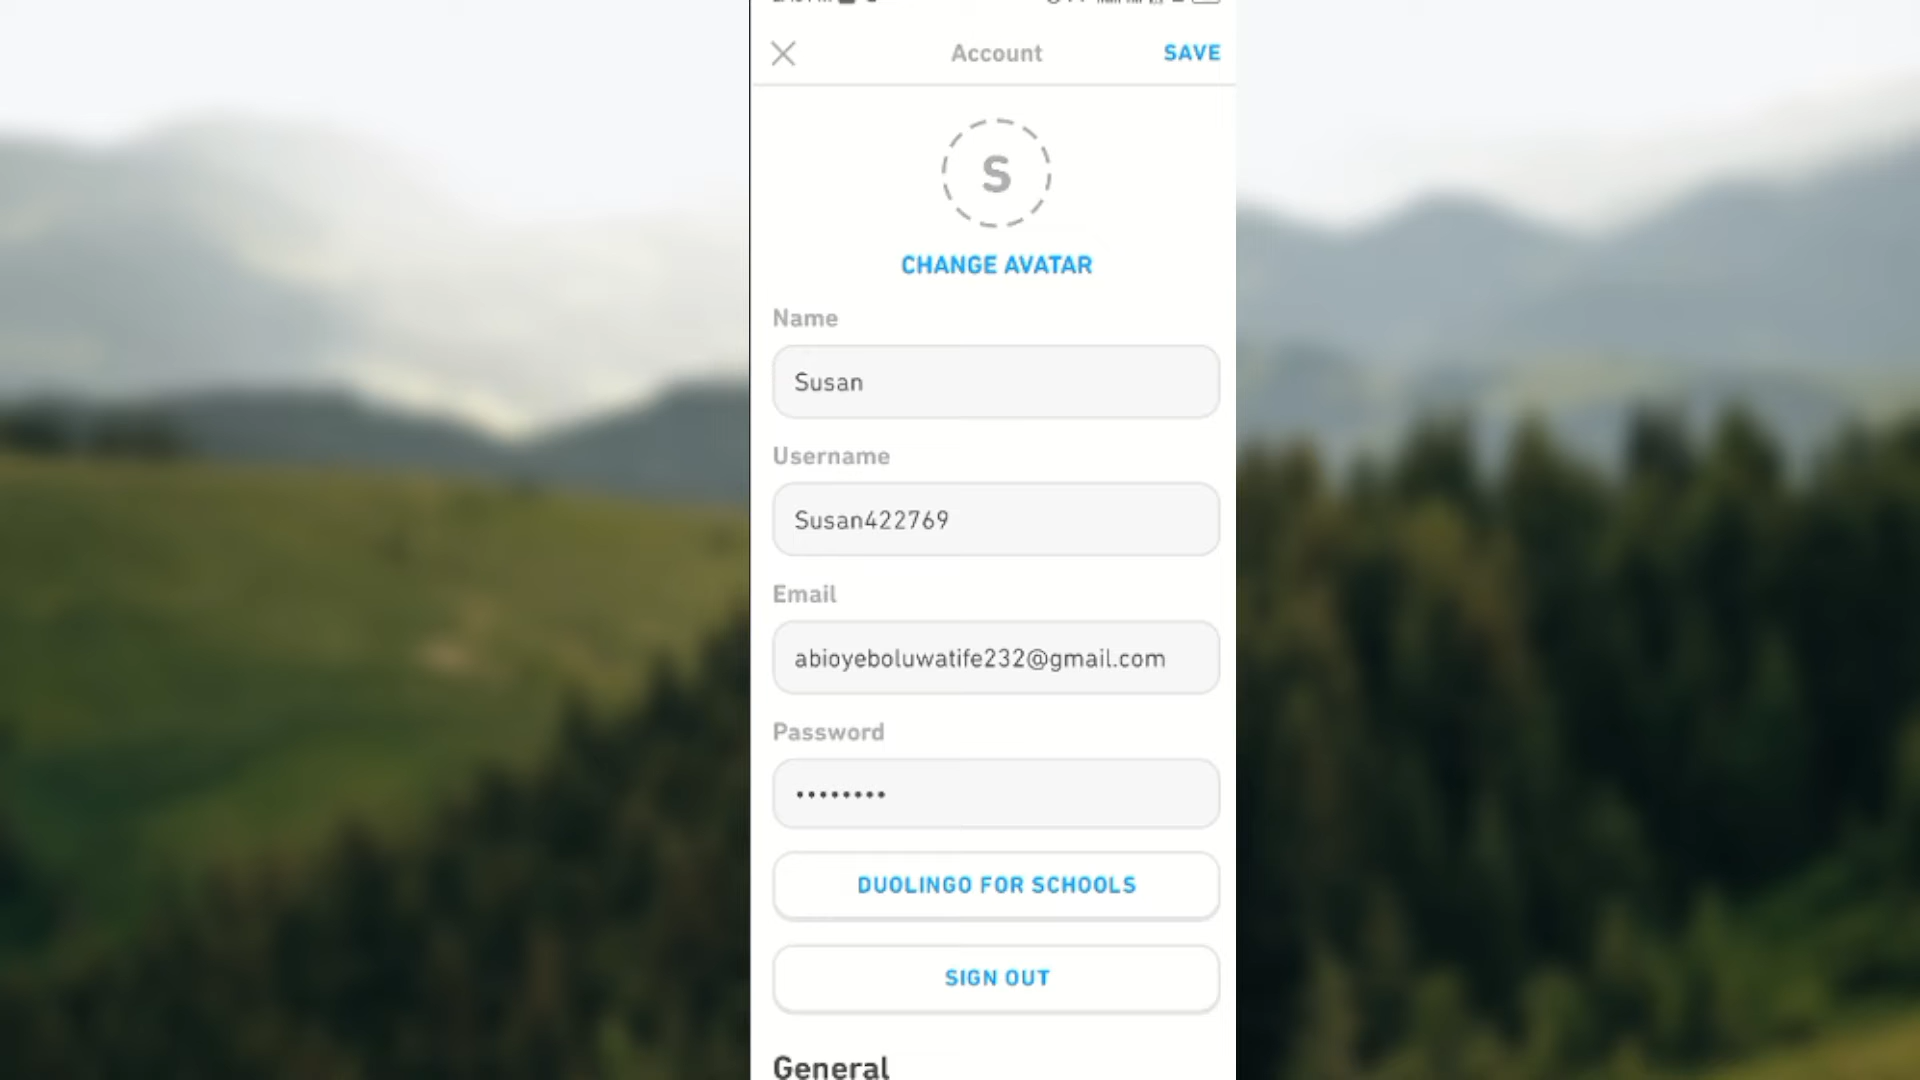 Account
SAVE
S
CHANGE AVATAR
Name
Susan
Username
Susan422769
Email
abioyeboluwatife232@gmail.com
Password
••••••••
DUOLINGO FOR SCHOOLS
SIGN OUT
General